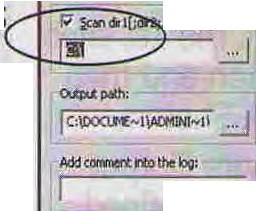 Scan dir1[;dir2;
...
Output path:
C:\DOCUME~1\ADMINI~1\
...
Add comment into the log: